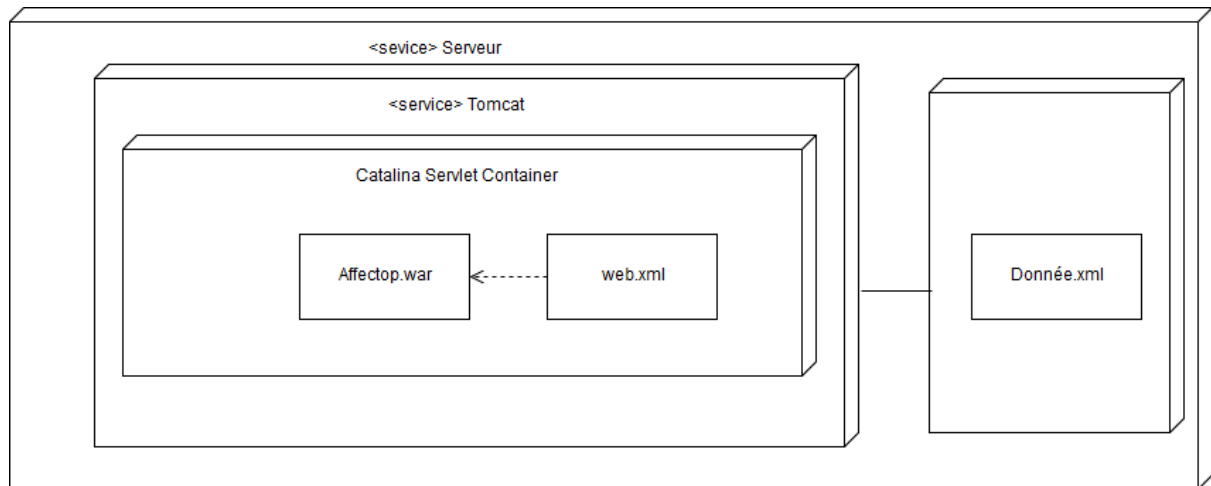 <sevice> Serveur
<service> Tomcat
Catalina Servlet Container
Affectop.war
web.xml
Donnée.xml